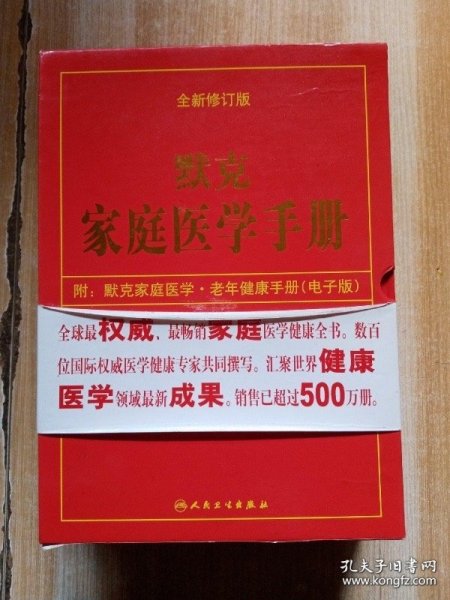 全新修订版
默克
家庭医学手册
附：默克家庭医学·老年健康手册(电子版)
全球最权威、最畅销家庭医学健康全书。数百
位国际权威医学健康专家共同撰写。汇聚世界健康
医学领域最新成果。销售已超过500万册。
人民卫生出版社
孔夫子旧书网
www.kongfz.com